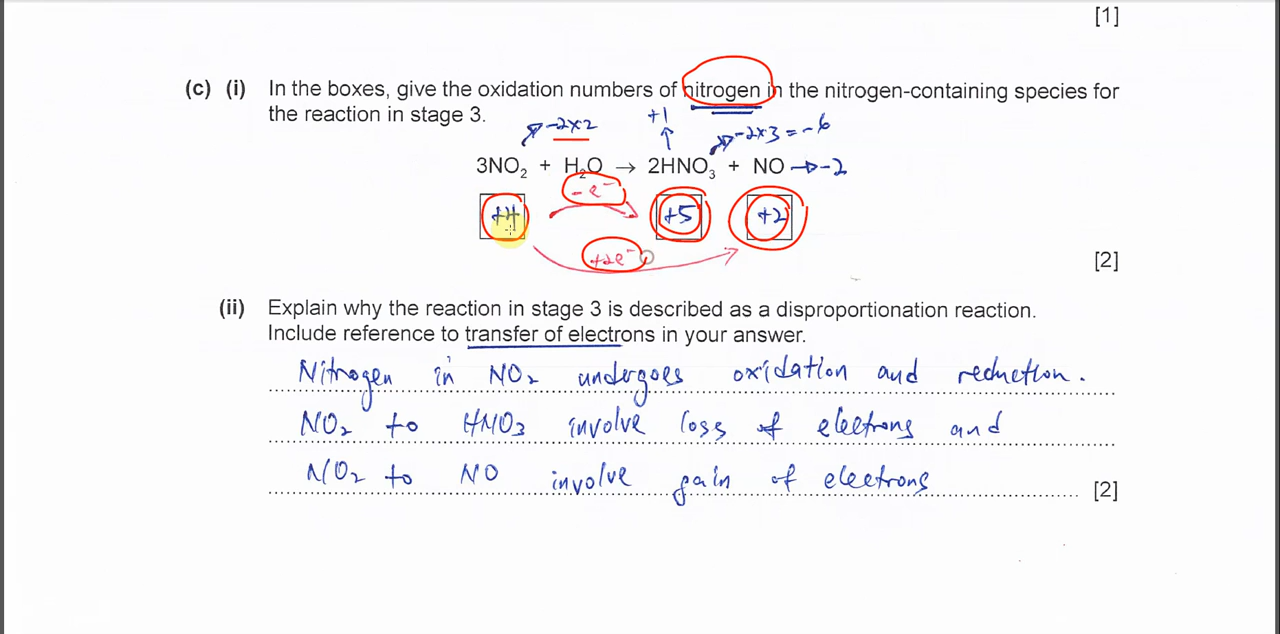 [1]
(c) (i) In the boxes, give the oxidation numbers of nitrogen in the nitrogen-containing species for
the reaction in stage 3.
-2×2 +1 -2×3 = -6
3NO₂ + H₂O → 2HNO₃ + NO → -2
-e⁻
+4 +5 +2
+2e⁻
[2]
(ii) Explain why the reaction in stage 3 is described as a disproportionation reaction.
Include reference to transfer of electrons in your answer.
Nitrogen in NO₂ undergoes oxidation and reduction.
NO₂ to HNO₃ involve loss of electrons and
NO₂ to NO involve gain of electrons
[2]